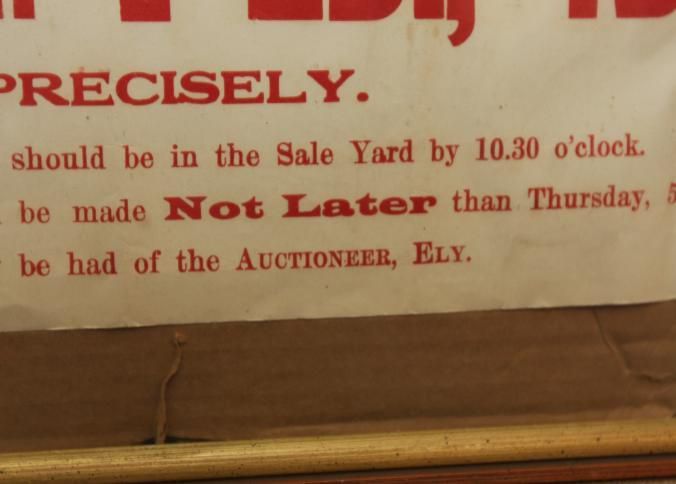 PRECISELY.
should be in the Sale Yard by 10.30 o'clock.
be made Not Later than Thursday, 5
be had of the AUCTIONEER, ELY.